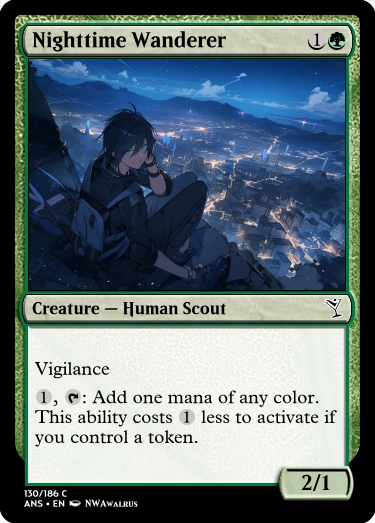 Nighttime Wanderer 1
Creature — Human Scout
Vigilance
1, : Add one mana of any color.
This ability costs 1 less to activate if
you control a token.
2/1
130/186 C
ANS • EN NWAwalrus